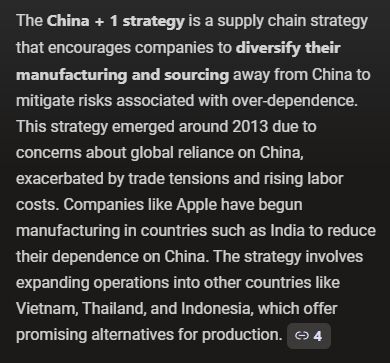 The China + 1 strategy is a supply chain strategy
that encourages companies to diversify their
manufacturing and sourcing away from China to
mitigate risks associated with over-dependence.
This strategy emerged around 2013 due to
concerns about global reliance on China,
exacerbated by trade tensions and rising labor
costs. Companies like Apple have begun
manufacturing in countries such as India to reduce
their dependence on China. The strategy involves
expanding operations into other countries like
Vietnam, Thailand, and Indonesia, which offer
promising alternatives for production. 4